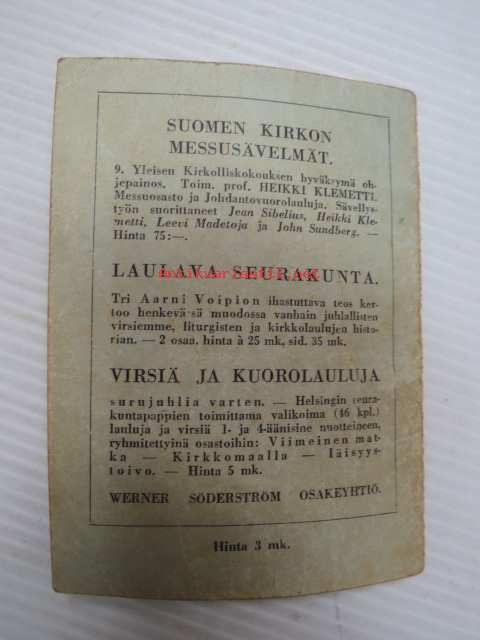 SUOMEN KIRKON
MESSUSÄVELMÄT.
9. Yleisen Kirkolliskokouksen hyväksymä oh-
jepainos. Toim. prof. HEIKKI KLEMETTI.
Messuosasto ja Johdantovuorolauluja. Sävellys-
työn suorittaneet Jean Sibelius, Heikki Kle-
metti, Leevi Madetoja ja John Sundberg. —
Hinta 75:—.
LAULAVA SEURAKUNTA.
antikvariaatti.net
Tri Aarni Voipion ihastuttava teos ker-
too henkevä sä muodossa vanhain juhlallisten
virsiemme, liturgisten ja kirkkolaulujen histo-
rian. — 2 osaa, hinta à 25 mk, sid. 35 mk.
VIRSIÄ JA KUOROLAULUJA
surujuhlia varten. — Helsingin seura-
kuntapappien toimittama valikoima (46 kpl.)
lauluja ja virsiä 1- ja 4-äänisine nuotteineen,
ryhmitettyinä osastoihin: Viimeinen mat-
ka — Kirkkomaalla — Iäisyys-
toivo. — Hinta 5 mk.
WERNER SÖDERSTRÖM OSAKEYHTIÖ.
Hinta 3 mk.